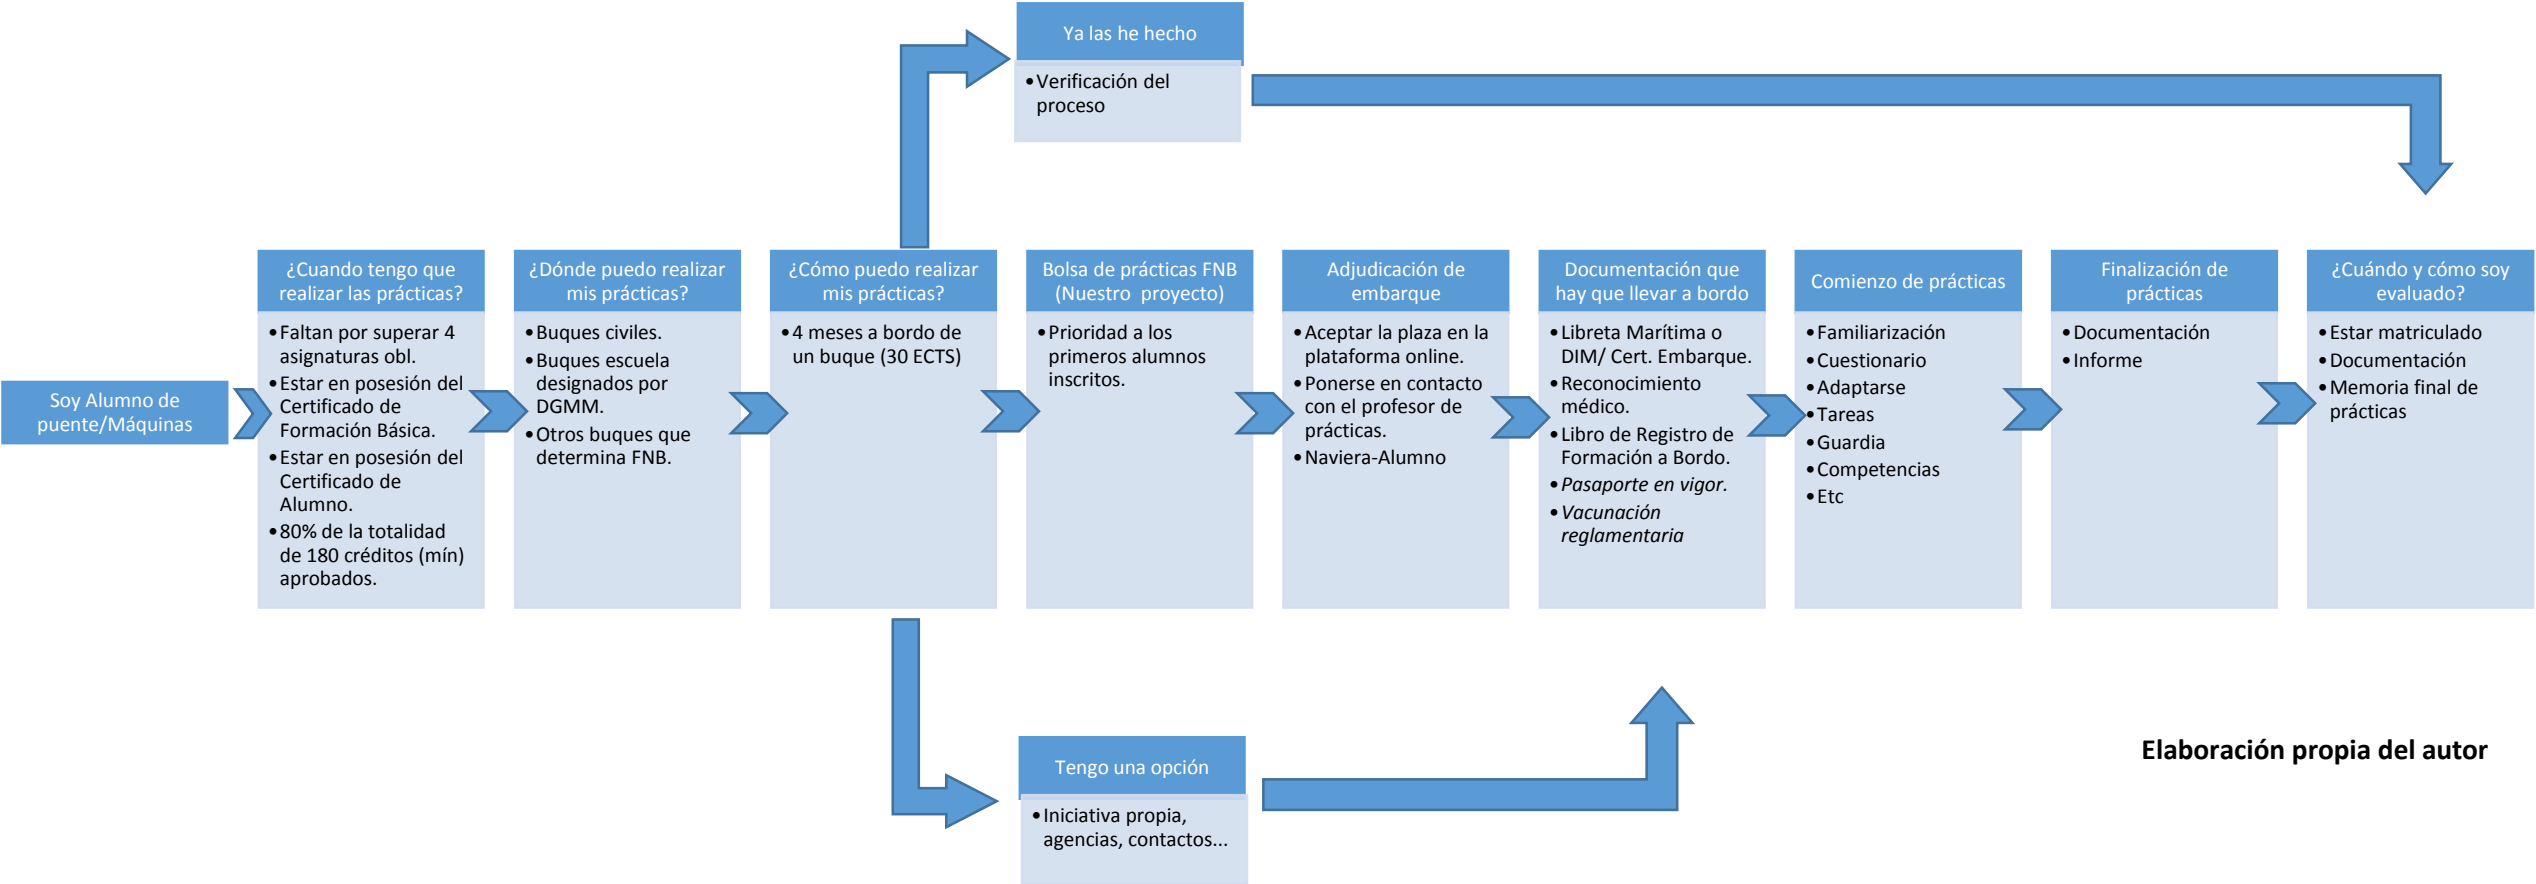 Ya las he hecho
•Verificación del
proceso
Soy Alumno de
puente/Máquinas
¿Cuando tengo que
realizar las prácticas?
•Faltan por superar 4
asignaturas obl.
•Estar en posesión del
Certificado de
Formación Básica.
•Estar en posesión del
Certificado de
Alumno.
•80% de la totalidad
de 180 créditos (mín)
aprobados.
¿Dónde puedo realizar
mis prácticas?
•Buques civiles.
•Buques escuela
designados por
DGMM.
•Otros buques que
determina FNB.
¿Cómo puedo realizar
mis prácticas?
•4 meses a bordo de
un buque (30 ECTS)
Bolsa de prácticas FNB
(Nuestro proyecto)
•Prioridad a los
primeros alumnos
inscritos.
Adjudicación de
embarque
•Aceptar la plaza en la
plataforma online.
•Ponerse en contacto
con el profesor de
prácticas.
•Naviera-Alumno
Documentación que
hay que llevar a bordo
•Libreta Marítima o
DIM/ Cert. Embarque.
•Reconocimiento
médico.
•Libro de Registro de
Formación a Bordo.
•Pasaporte en vigor.
•Vacunación
reglamentaria
Comienzo de prácticas
•Familiarización
•Cuestionario
•Adaptarse
•Tareas
•Guardia
•Competencias
•Etc
Finalización de
prácticas
•Documentación
•Informe
¿Cuándo y cómo soy
evaluado?
•Estar matriculado
•Documentación
•Memoria final de
prácticas
Tengo una opción
•Iniciativa propia,
agencias, contactos...
Elaboración propia del autor